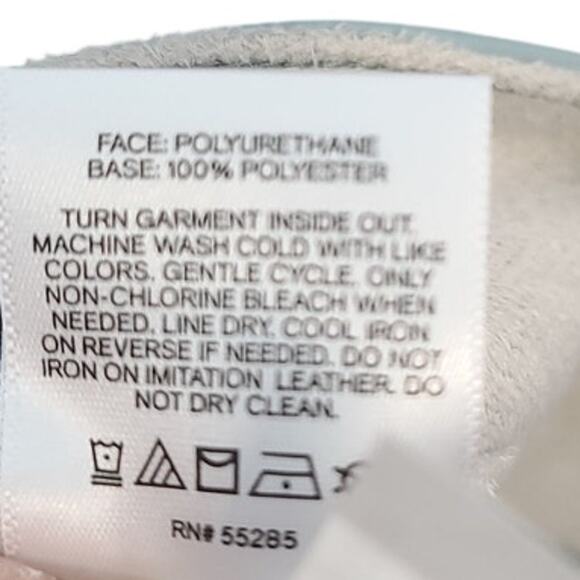 FACE: POLYURETHANE
BASE: 100% POLYESTER
TURN GARMENT INSIDE OUT.
MACHINE WASH COLD WITH LIKE
COLORS. GENTLE CYCLE. ONLY
NON-CHLORINE BLEACH WHEN
NEEDED. LINE DRY. COOL IRON
ON REVERSE IF NEEDED. DO NOT
IRON ON IMITATION LEATHER. DO
NOT DRY CLEAN.
RN# 55285